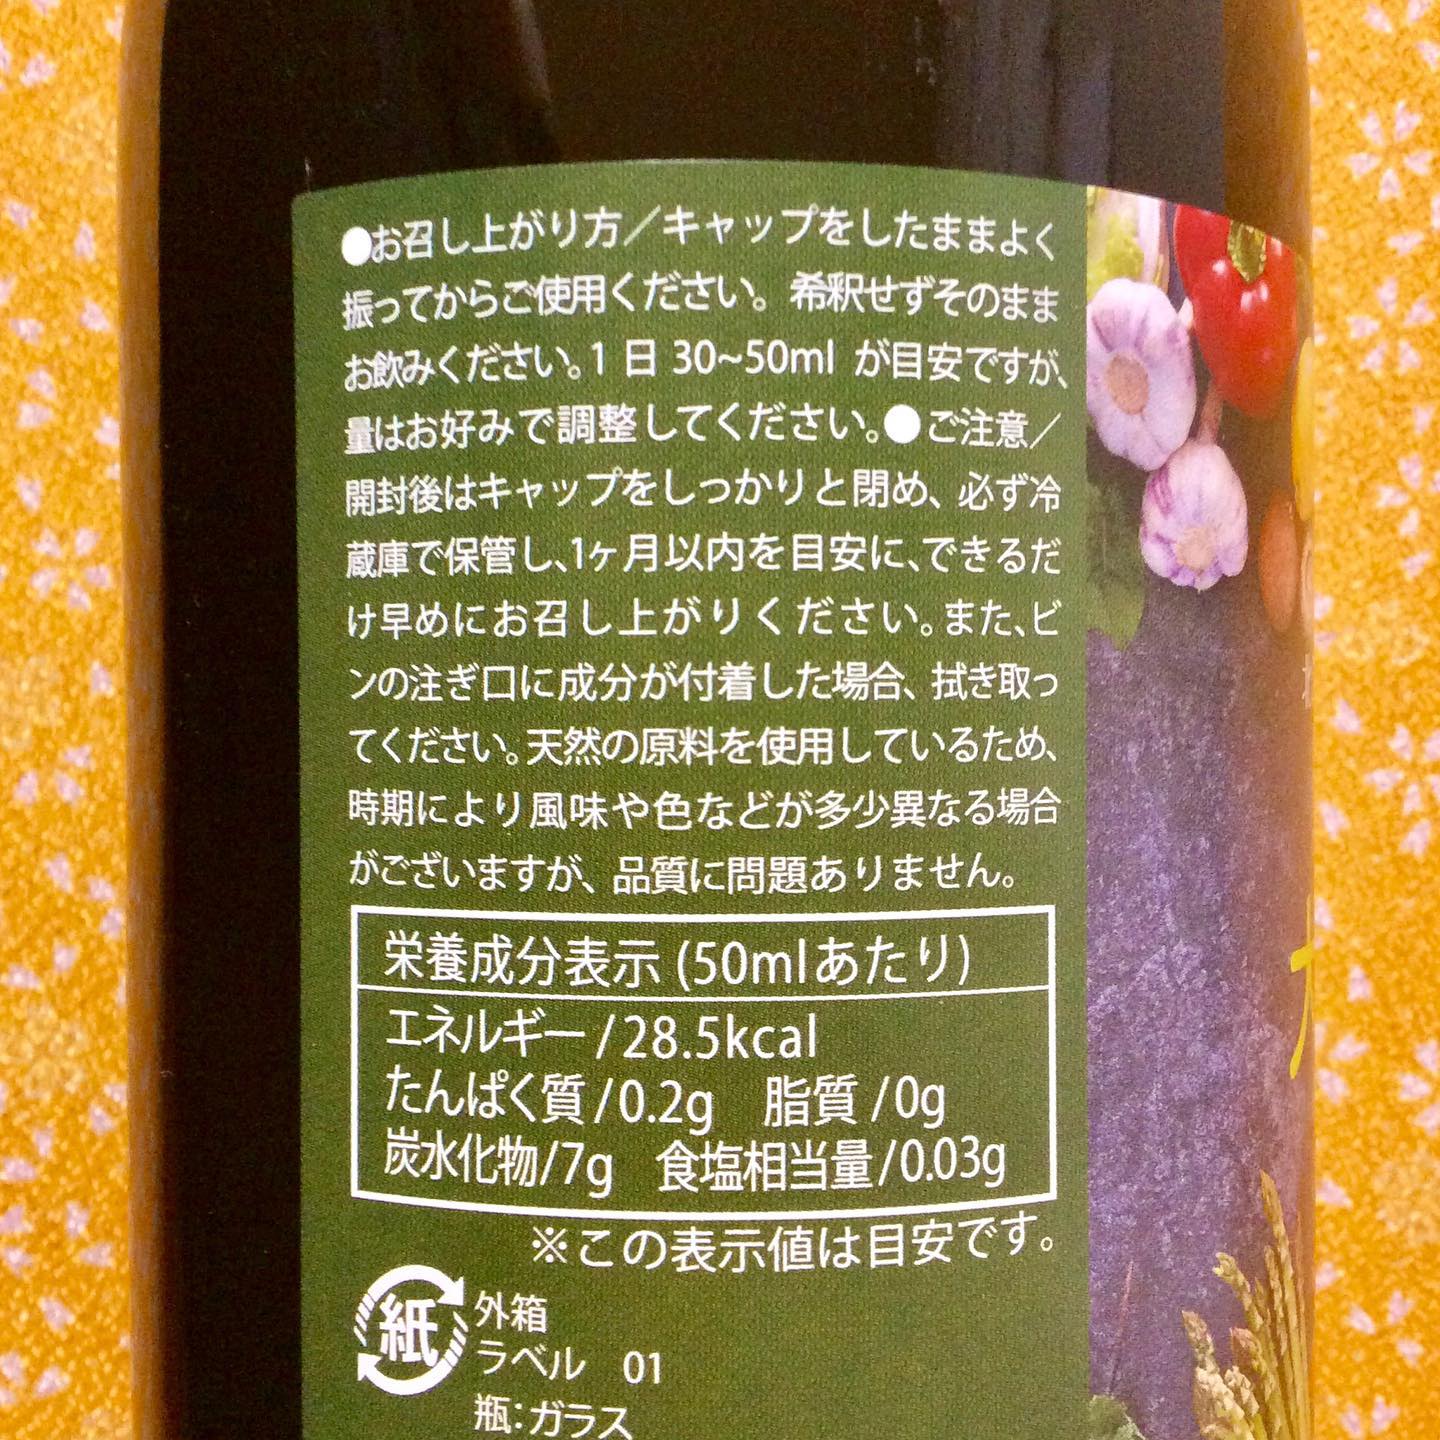 ●お召し上がり方／キャップをしたままよく
振ってからご使用ください。希釈せずそのまま
お飲みください。1日30~50mlが目安ですが、
量はお好みで調整してください。●ご注意／
開封後はキャップをしっかりと閉め、必ず冷
蔵庫で保管し、1ヶ月以内を目安に、できるだ
け早めにお召し上がりください。また、ビ
ンの注ぎ口に成分が付着した場合、拭き取っ
てください。天然の原料を使用しているため、
時期により風味や色などが多少異なる場合
がございますが、品質に問題ありません。
栄養成分表示(50mlあたり)
エネルギー/28.5kcal
たんぱく質/0.2g 脂質/0g
炭水化物/7g 食塩相当量/0.03g
※この表示値は目安です。
紙
外箱
ラベル 01
瓶:ガラス